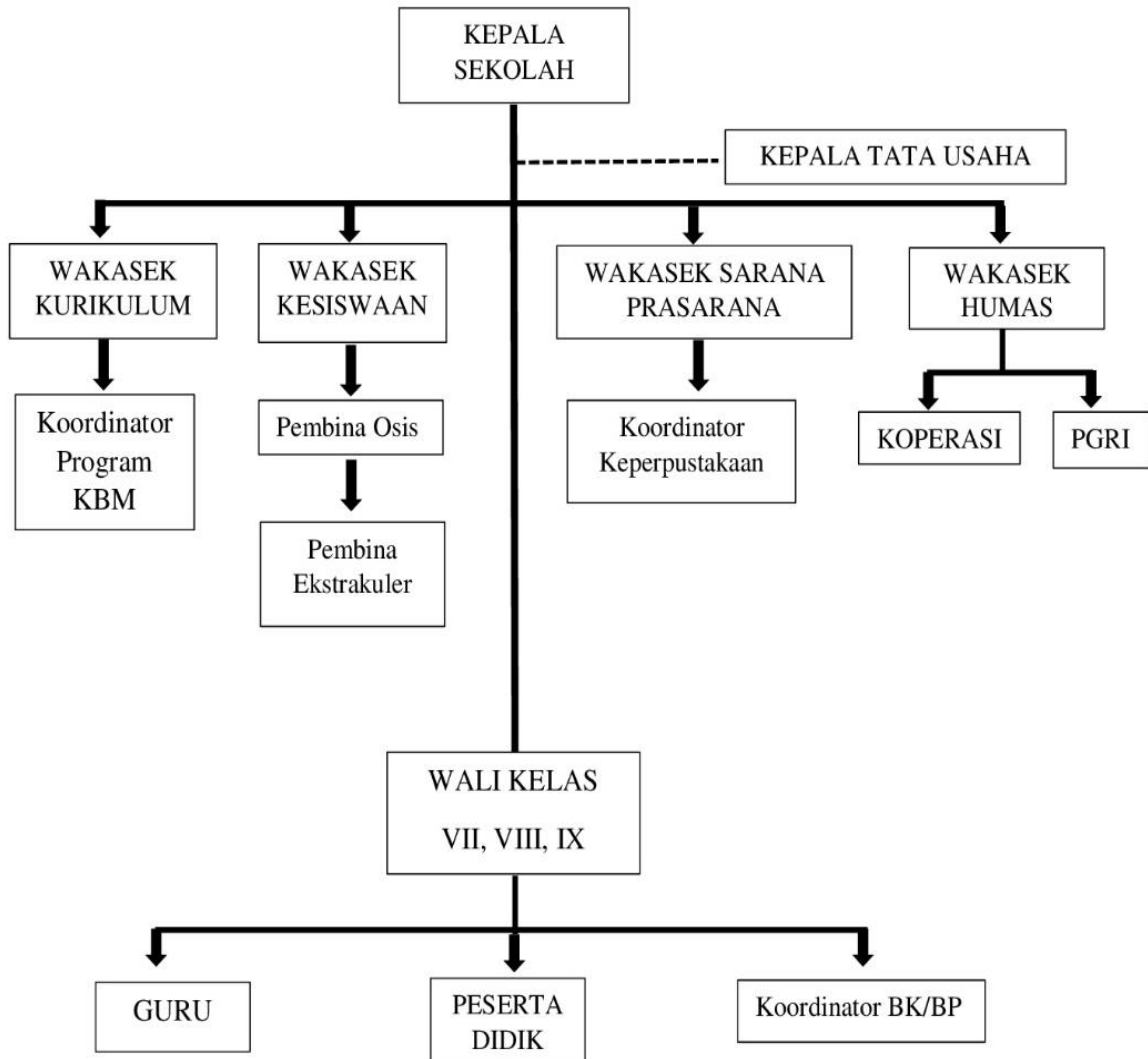 KEPALA
SEKOLAH
KEPALA TATA USAHA
WAKASEK
KURIKULUM
WAKASEK
KESISWAAN
WAKASEK SARANA
PRASARANA
WAKASEK
HUMAS
Koordinator
Program
KBM
Pembina Osis
Koordinator
Keperpustakaan
KOPERASI
PGRI
Pembina
Ekstrakuler
WALI KELAS
VII, VIII, IX
GURU
PESERTA
DIDIK
Koordinator BK/BP